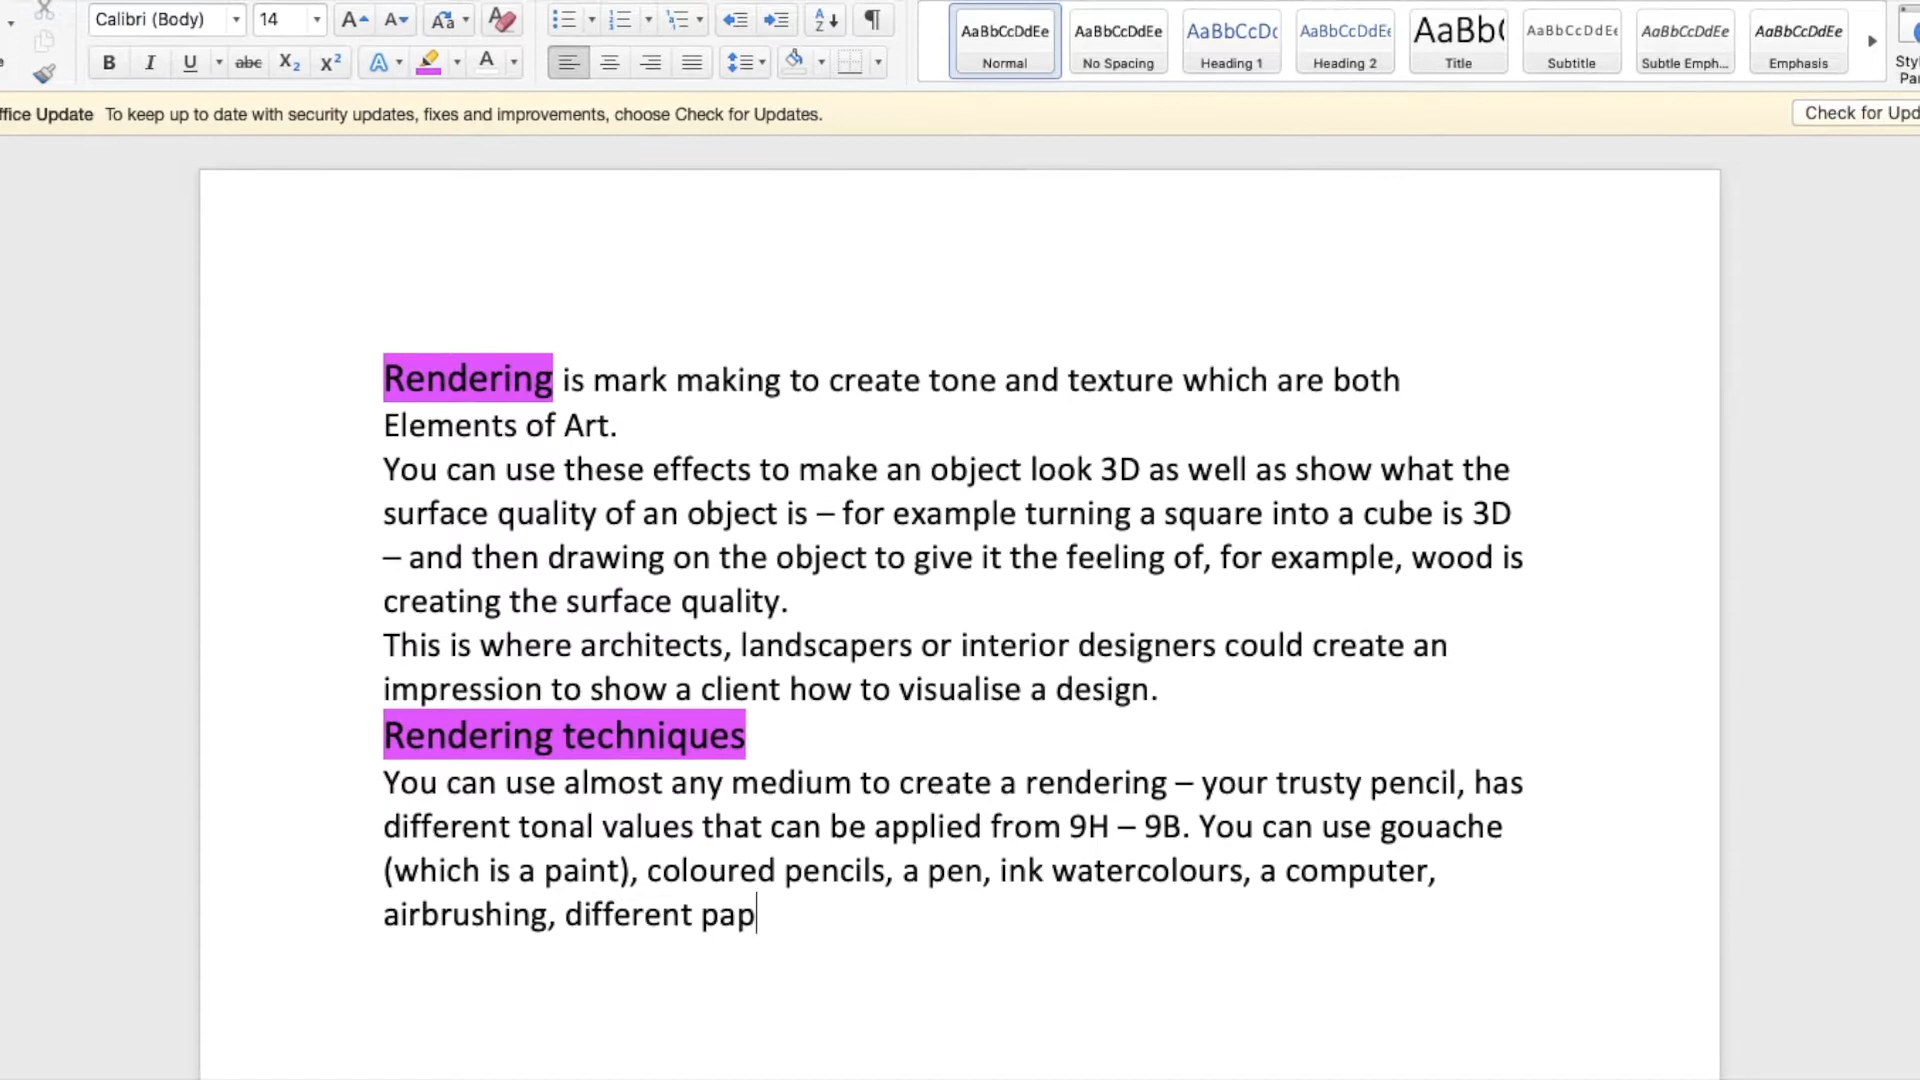 Calibri (Body) 14
AaBbCcDdEe AaBbCcDdEe AaBbCcDc AaBbCcDdEe AaBb( AaBbCcDdEe AaBbCcDdEe AaBbCcDdEe
Normal No Spacing Heading 1 Heading 2 Title Subtitle Subtle Emph... Emphasis
B I U abc X2 X2 A A
ffice Update To keep up to date with security updates, fixes and improvements, choose Check for Updates. Check for Upd
Rendering is mark making to create tone and texture which are both
Elements of Art.
You can use these effects to make an object look 3D as well as show what the
surface quality of an object is – for example turning a square into a cube is 3D
– and then drawing on the object to give it the feeling of, for example, wood is
creating the surface quality.
This is where architects, landscapers or interior designers could create an
impression to show a client how to visualise a design.
Rendering techniques
You can use almost any medium to create a rendering – your trusty pencil, has
different tonal values that can be applied from 9H – 9B. You can use gouache
(which is a paint), coloured pencils, a pen, ink watercolours, a computer,
airbrushing, different pap